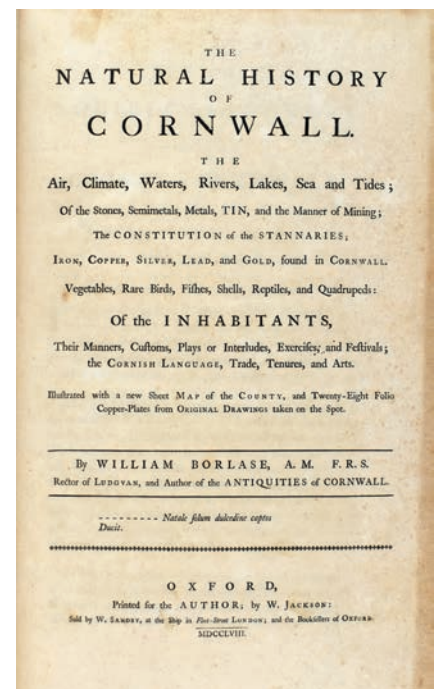 THE
NATURAL HISTORY
OF
CORNWALL.
THE
Air, Climate, Waters, Rivers, Lakes, Sea and Tides;
Of the Stones, Semimetals, Metals, TIN, and the Manner of Mining;
The CONSTITUTION of the STANNARIES;
IRON, COPPER, SILVER, LEAD, and GOLD, found in CORNWALL.
Vegetables, Rare Birds, Fiſhes, Shells, Reptiles, and Quadrupeds:
Of the INHABITANTS,
Their Manners, Cuſtoms, Plays or Interludes, Exerciſes, and Feſtivals;
the CORNISH LANGUAGE, Trade, Tenures, and Arts.
Illuſtrated with a new Sheet MAP of the COUNTY, and Twenty-Eight Folio
Copper-Plates from ORIGINAL DRAWINGS taken on the Spot.
By WILLIAM BORLASE, A. M. F. R. S.
Rector of LUDGVAN, and Author of the ANTIQUITIES of CORNWALL.
- - - - - - - - - Natale ſolum dulcedine captos
Ducit.
OXFORD,
Printed for the AUTHOR; by W. JACKSON:
Sold by W. SANDBY, at the Ship in Fleet-Street LONDON; and the Bookſellers of OXFORD.
MDCCLVIII.